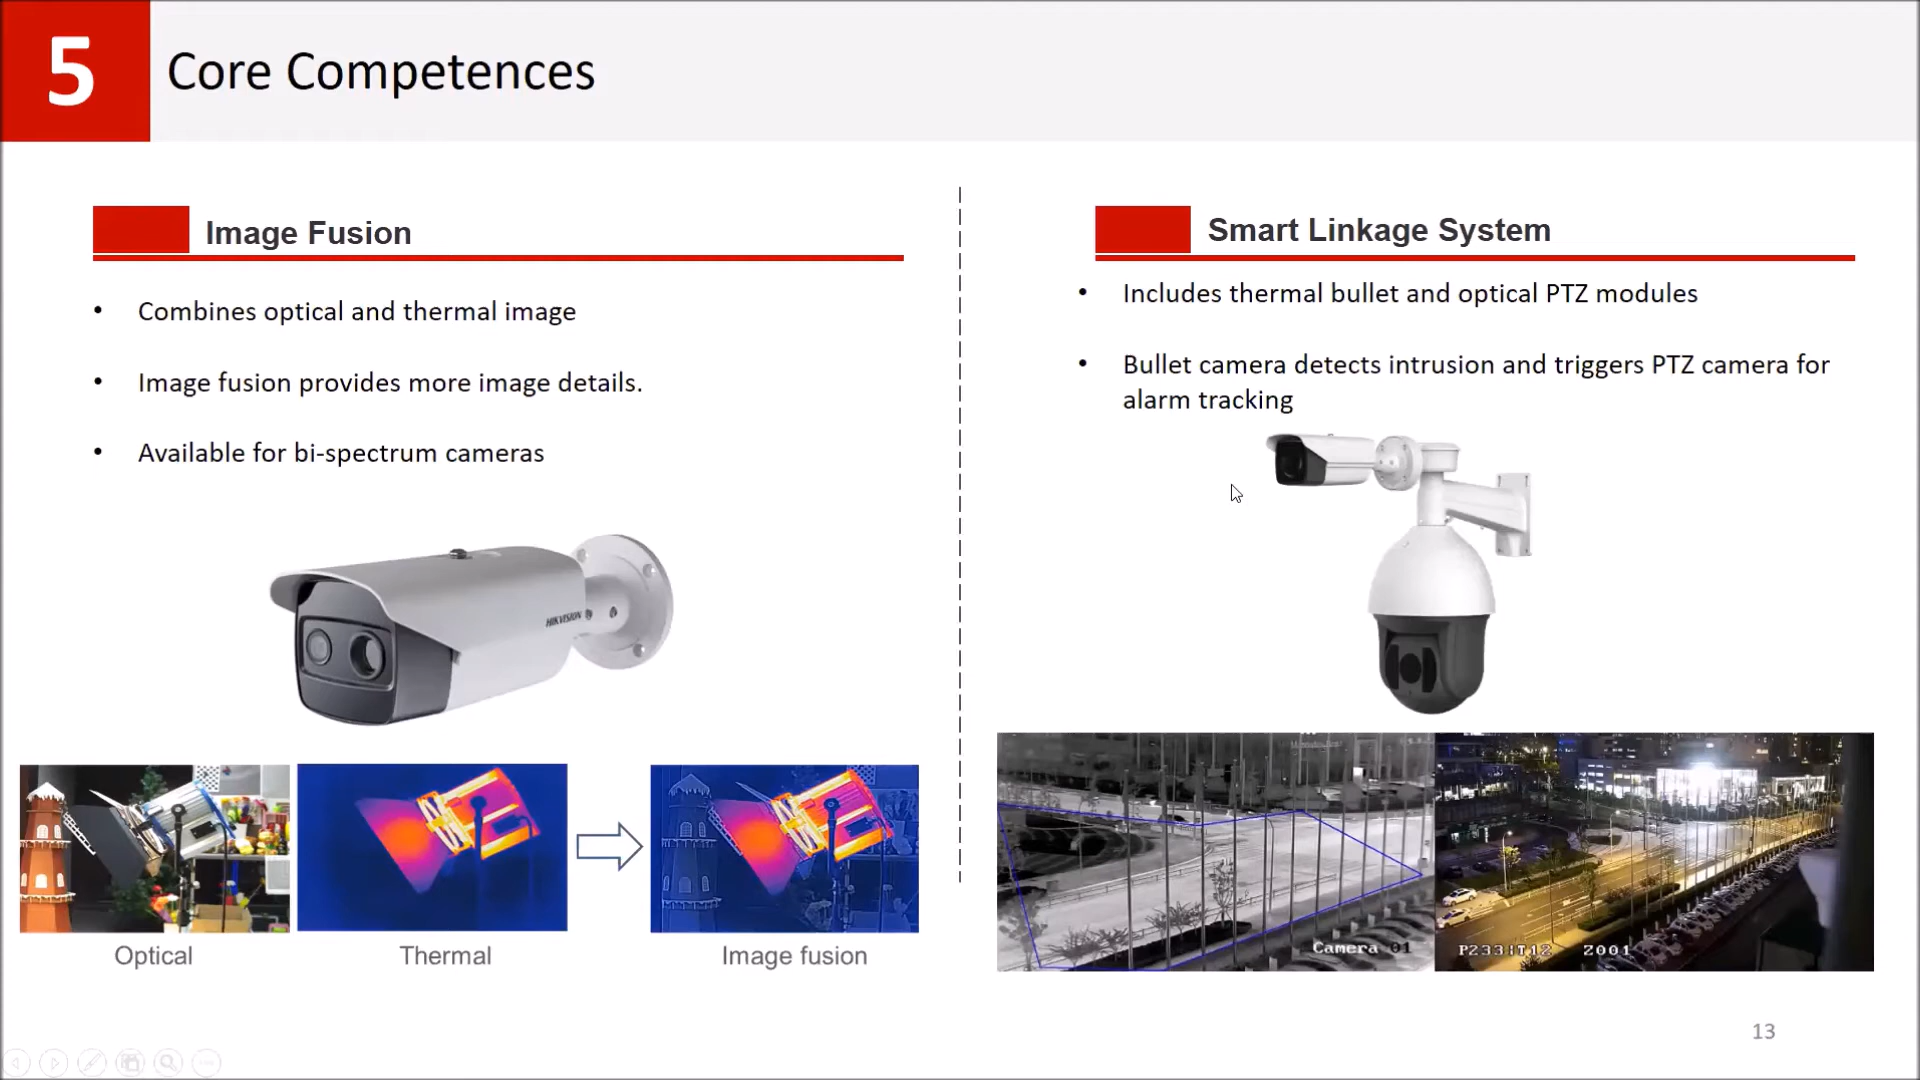 5
Core Competences
Image Fusion
• Combines optical and thermal image
• Image fusion provides more image details.
• Available for bi-spectrum cameras
HIKVISION
Optical
Thermal
Image fusion
Smart Linkage System
• Includes thermal bullet and optical PTZ modules
• Bullet camera detects intrusion and triggers PTZ camera for
alarm tracking
Camera 01
P233:T12 Z001
13